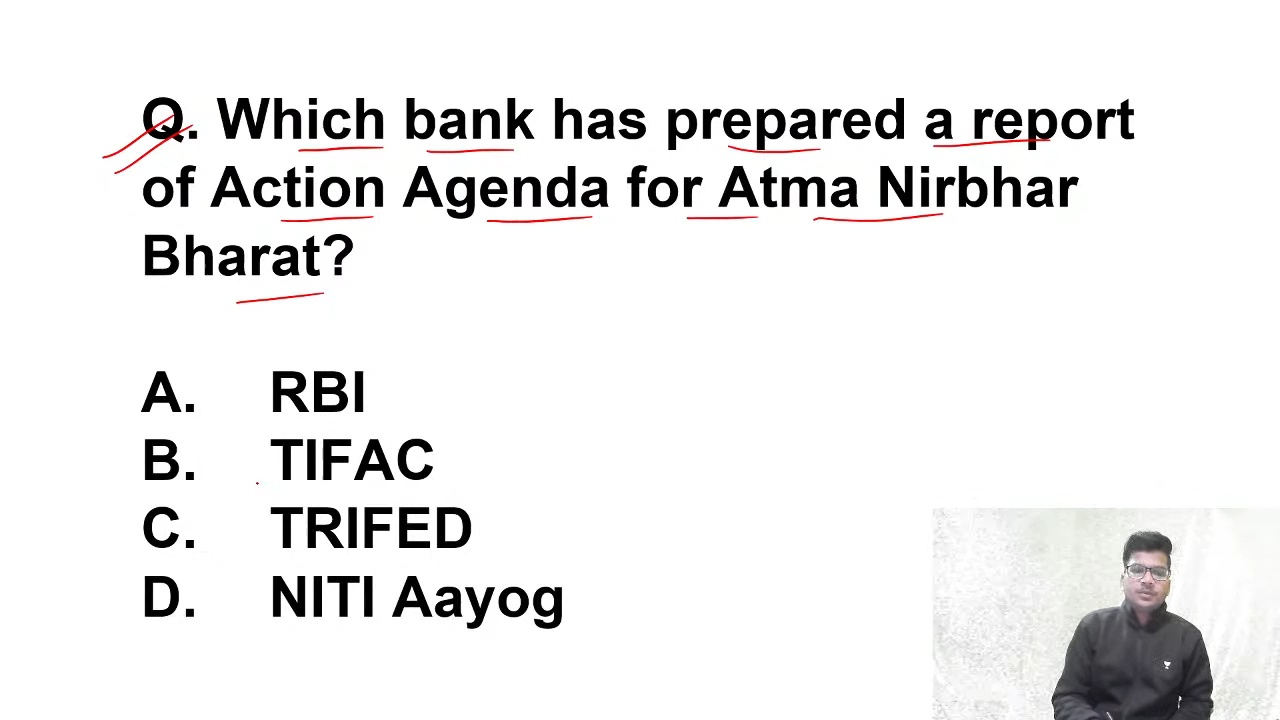 Q. Which bank has prepared a report
of Action Agenda for Atma Nirbhar
Bharat?
A. RBI
B. TIFAC
C. TRIFED
D. NITI Aayog